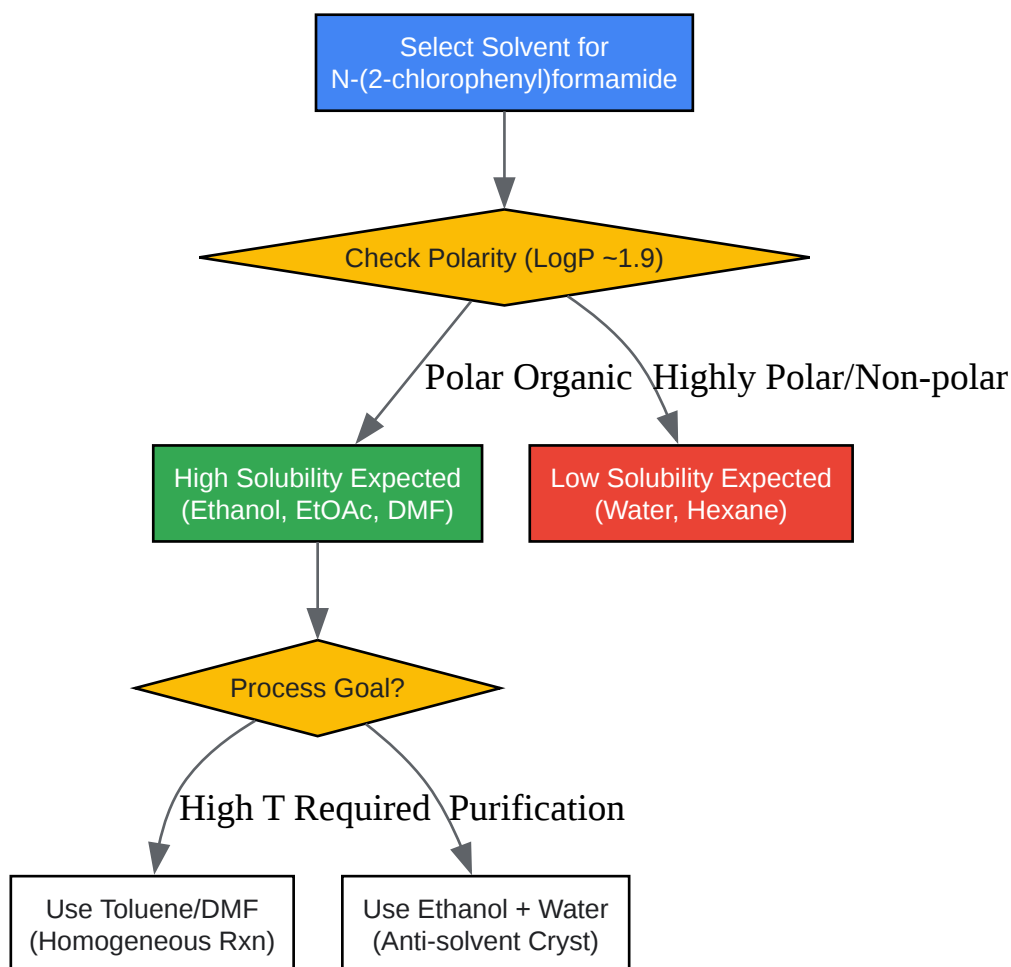 Select Solvent for
N-(2-chlorophenyl)formamide
Check Polarity (LogP ~1.9)
Polar Organic
Highly Polar/Non-polar
High Solubility Expected
(Ethanol, EtOAc, DMF)
Low Solubility Expected
(Water, Hexane)
Process Goal?
High T Required
Purification
Use Toluene/DMF
(Homogeneous Rxn)
Use Ethanol + Water
(Anti-solvent Cryst)